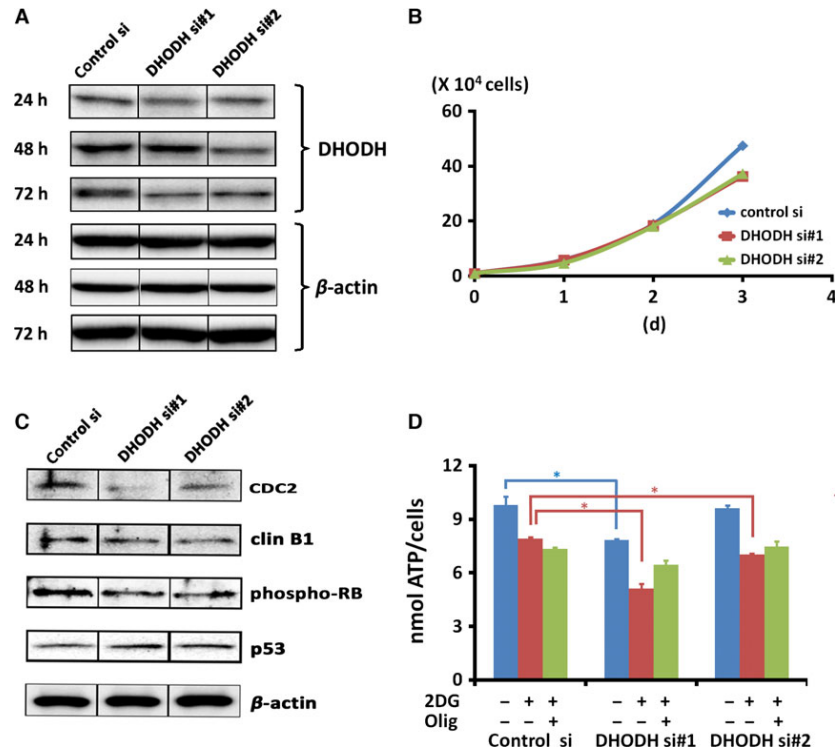 A
Control si
DHODH si#1
DHODH si#2
24 h
48 h
72 h
DHODH
24 h
48 h
72 h
β-actin
B
(X 10⁴ cells)
60
40
20
0
0 1 2 3 4
(d)
control si
DHODH si#1
DHODH si#2
C
Control si
DHODH si#1
DHODH si#2
CDC2
clin B1
phospho-RB
p53
β-actin
D
nmol ATP/cells
12
9
6
3
0
* * *
2DG − + + − + + − + +
Olig − − + − − + − − +
Control si DHODH si#1 DHODH si#2